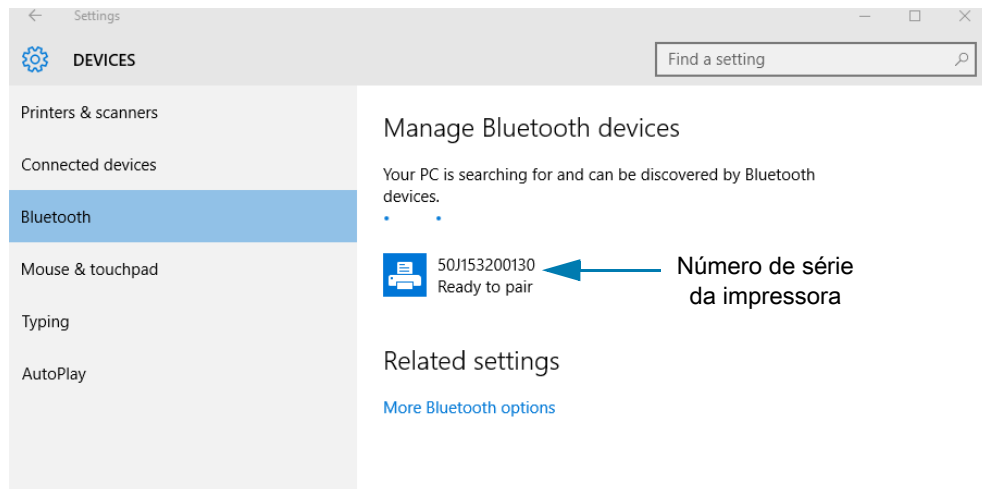 Settings
DEVICES
Find a setting
Printers & scanners
Connected devices
Bluetooth
Mouse & touchpad
Typing
AutoPlay
Manage Bluetooth devices
Your PC is searching for and can be discovered by Bluetooth
devices.
50J153200130
Ready to pair
Número de série
da impressora
Related settings
More Bluetooth options